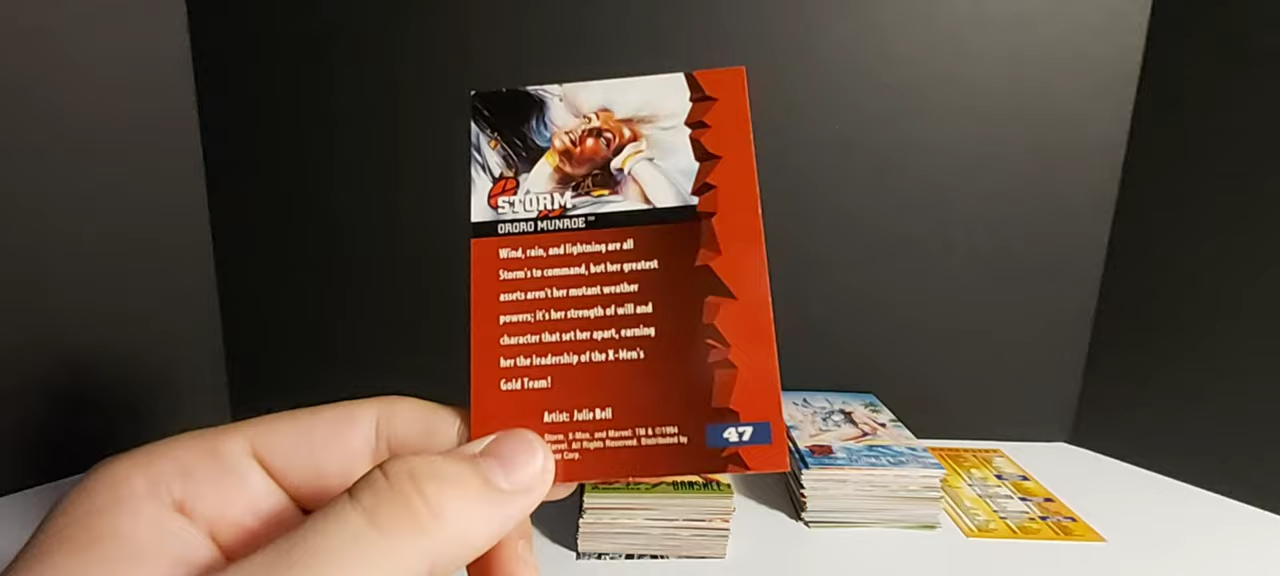 STORM
ORORO MUNROE™
Wind, rain, and lightning are all
Storm's to command, but her greatest
assets aren't her mutant weather
powers; it's her strength of will and
character that set her apart, earning
her the leadership of the X-Men's
Gold Team!
Artist: Julie Bell
Storm, X-Men, and Marvel: TM & ©1994
Marvel. All Rights Reserved. Distributed by
Corp.
47
BANSHEE